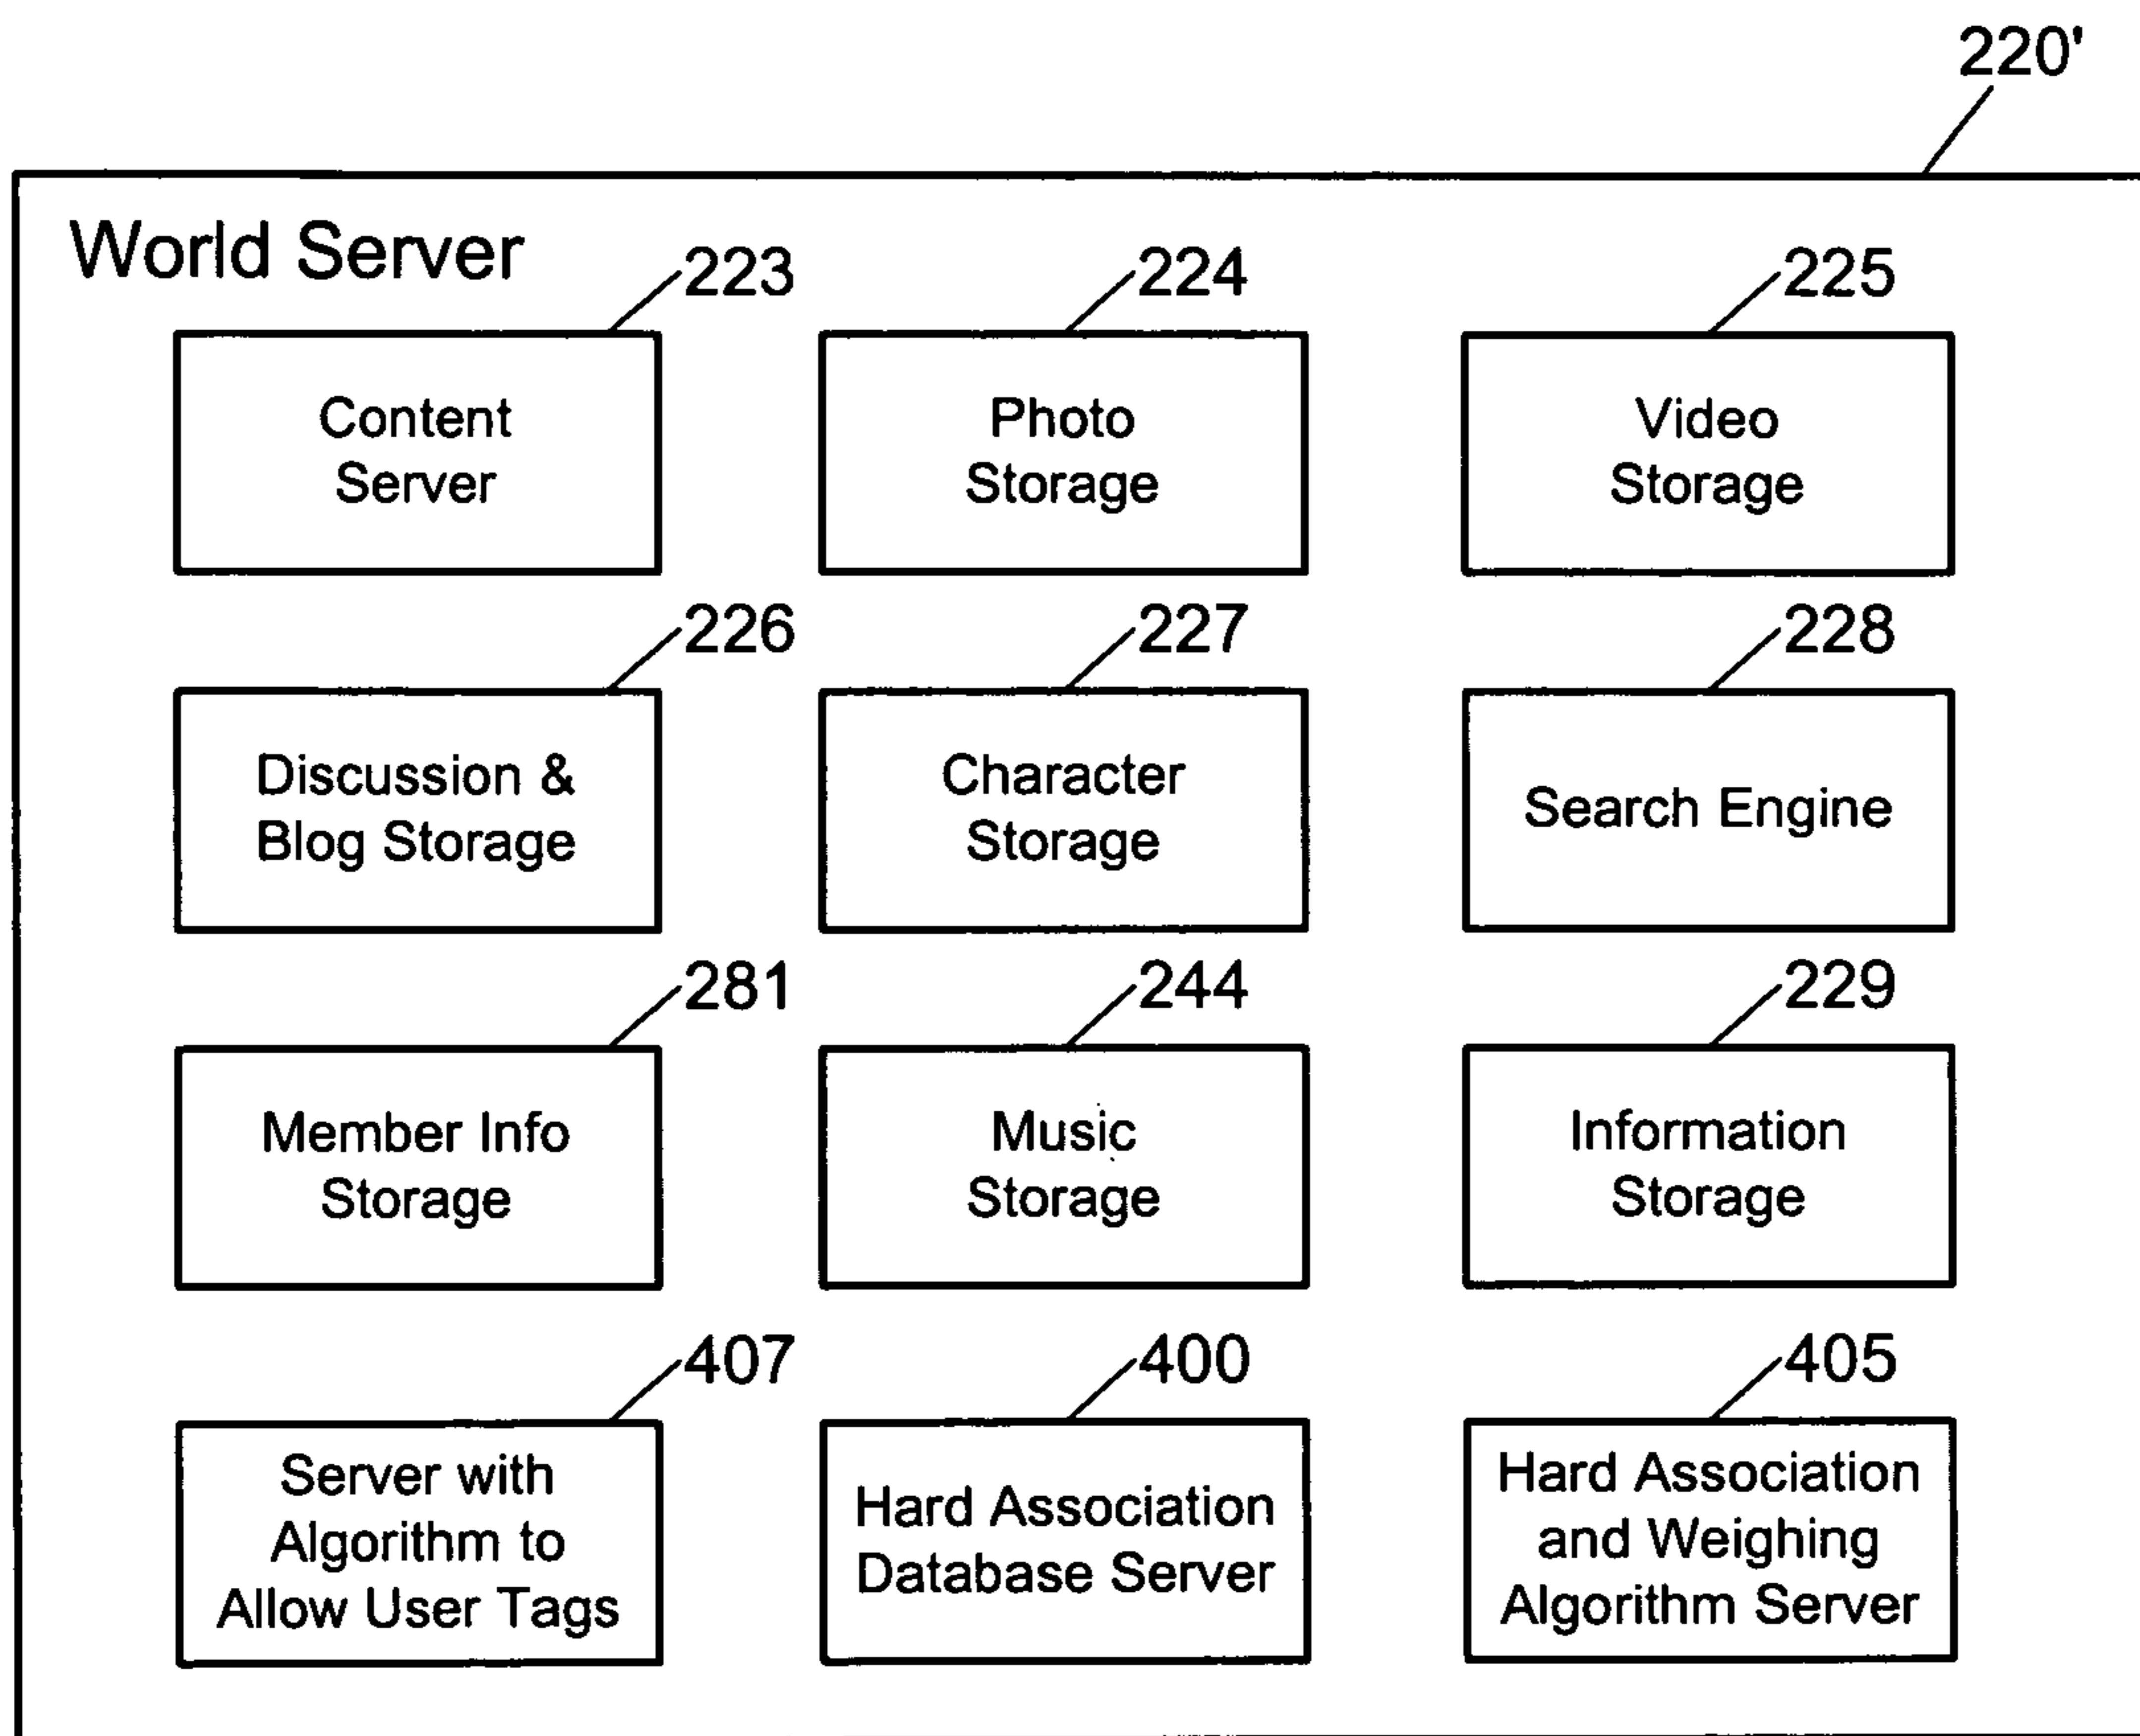 220'
World Server
223
224
225
Content
Server
Photo
Storage
Video
Storage
226
227
228
Discussion &
Blog Storage
Character
Storage
Search Engine
281
244
229
Member Info
Storage
Music
Storage
Information
Storage
407
400
405
Server with
Algorithm to
Allow User Tags
Hard Association
Database Server
Hard Association
and Weighing
Algorithm Server